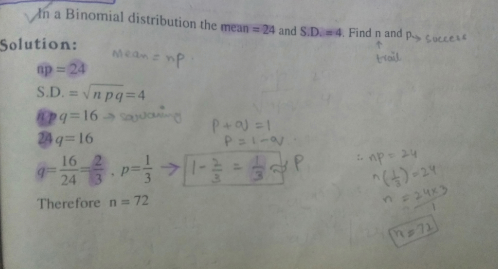 In a Binomial distribution the mean = 24 and S.D. = 4. Find n and p → success
↑
trail
Solution:
Mean = np.
np = 24
S.D. = √npq = 4
npq = 16 → squaring
24q = 16
q = 16/24 = 2/3 , p = 1/3 → 1 - 2/3 = 1/3 ≈ P
Therefore n = 72
P + q = 1
P = 1 - q
∴ np = 24
n(1/3) = 24
n = 24×3/1
n = 72